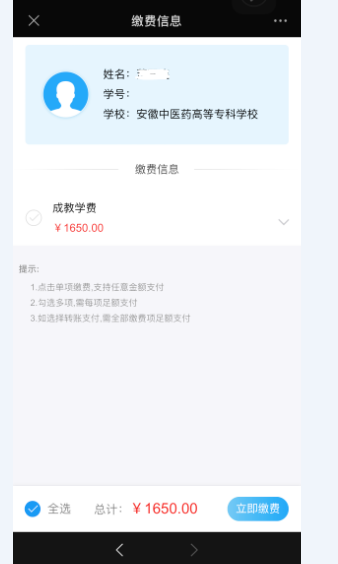 缴费信息
姓名:
学号:
学校: 安徽中医药高等专科学校
缴费信息
成教学费
¥1650.00
提示:
1.点击单项缴费,支持任意金额支付
2.勾选多项,需每项足额支付
3.如选择转账支付,需全部缴费项足额支付
全选 总计: ¥1650.00 立即缴费